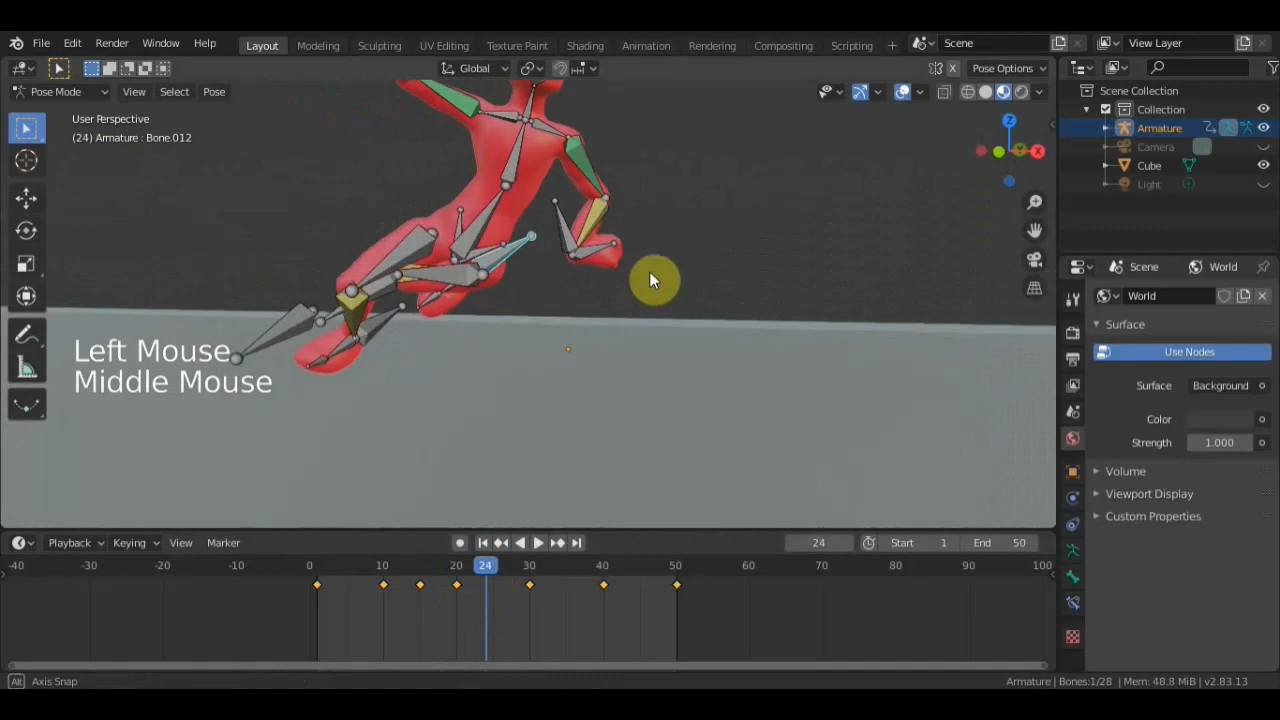 File Edit Render Window Help Layout Modeling Sculpting UV Editing Texture Paint Shading Animation Rendering Compositing Scripting + Scene View Layer
Global X Pose Options
Pose Mode View Select Pose
User Perspective
(24) Armature : Bone.012
Z
X
Scene Collection
Collection
Armature
Camera
Cube
Light
Scene World
World
Surface
Use Nodes
Surface Background
Color
Strength 1.000
Volume
Viewport Display
Custom Properties
Left Mouse
Middle Mouse
Playback Keying View Marker 24 Start 1 End 50
-40 -30 -20 -10 0 10 20 24 30 40 50 60 70 80 90 100
Alt Axis Snap Armature | Bones:1/28 | Mem: 48.8 MiB | v2.83.13